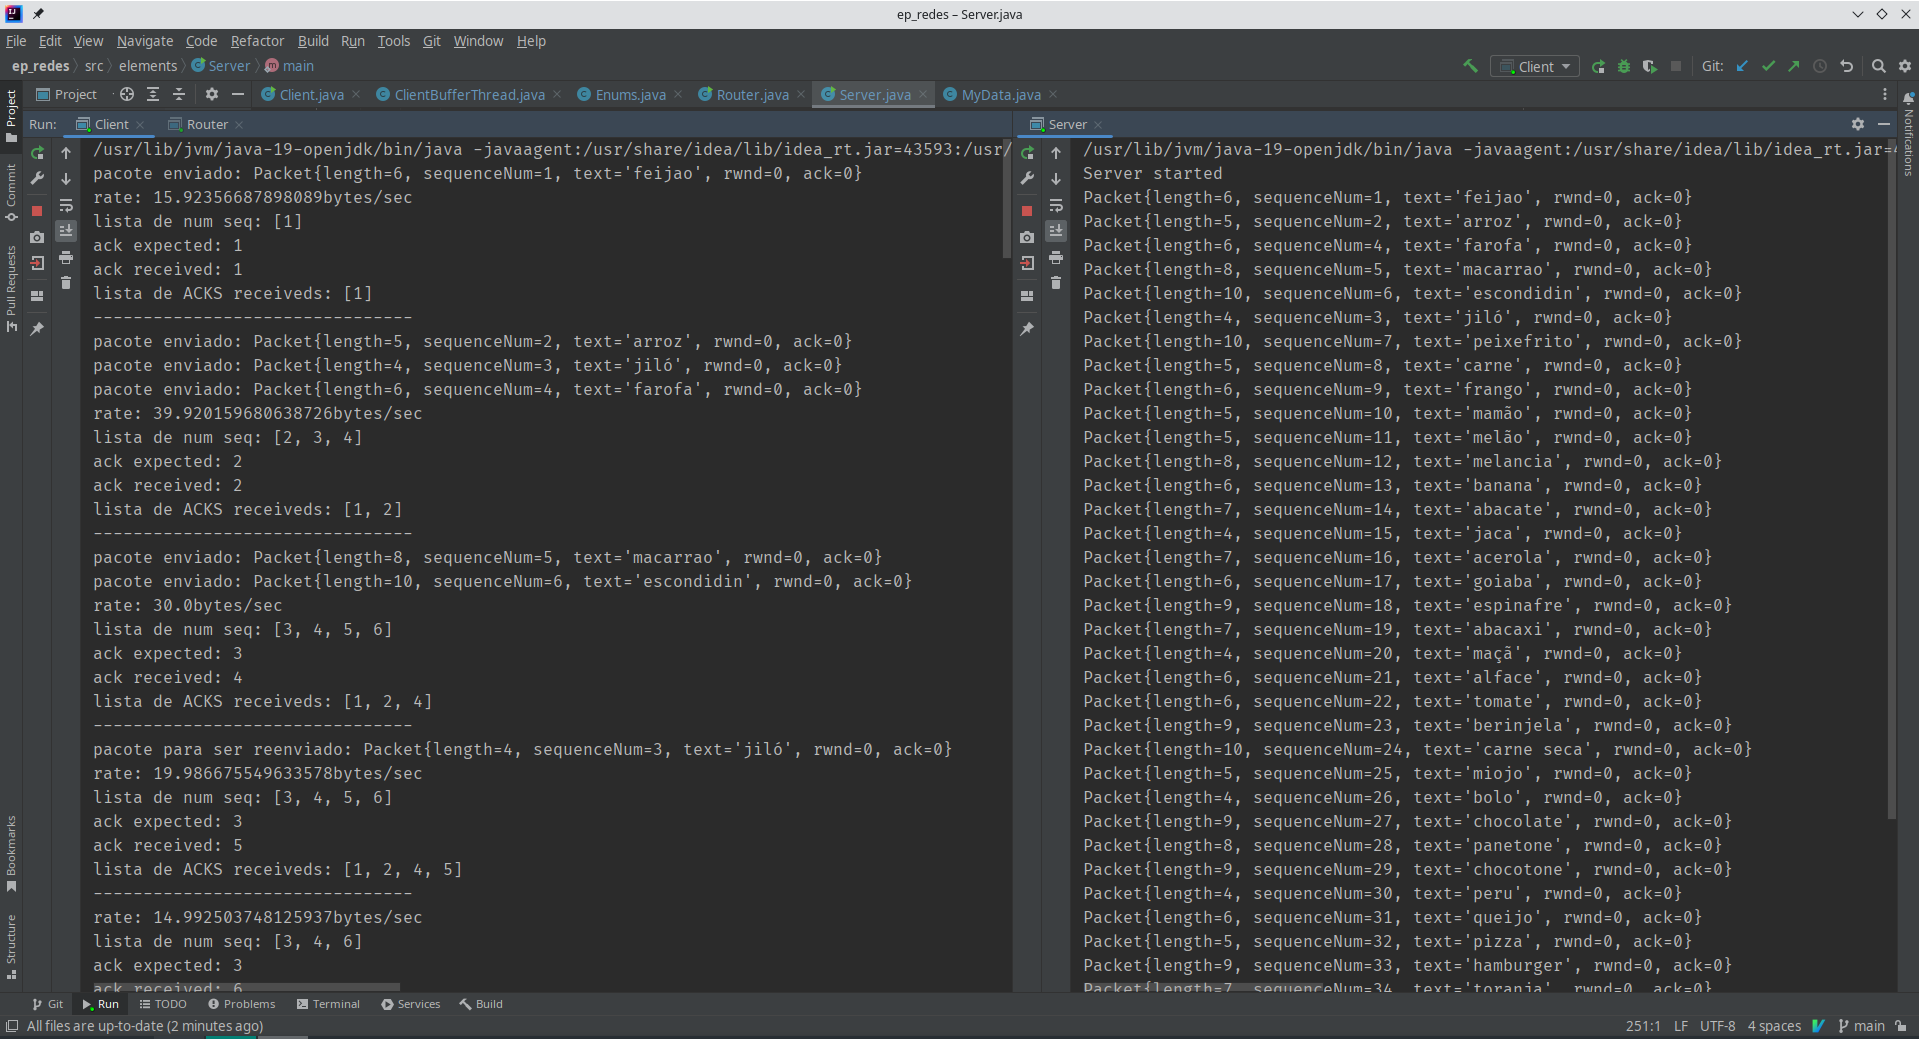 ep_redes – Server.java
File Edit View Navigate Code Refactor Build Run Tools Git Window Help
ep_redes src elements Server main
Client Git:
Project Client.java ClientBufferThread.java Enums.java Router.java Server.java MyData.java
Project
Commit
Pull Requests
Bookmarks
Structure
Notifications
Run: Client Router
/usr/lib/jvm/java-19-openjdk/bin/java -javaagent:/usr/share/idea/lib/idea_rt.jar=43593:/usr/
pacote enviado: Packet{length=6, sequenceNum=1, text='feijao', rwnd=0, ack=0}
rate: 15.92356687898089bytes/sec
lista de num seq: [1]
ack expected: 1
ack received: 1
lista de ACKS receiveds: [1]
--------------------------------
pacote enviado: Packet{length=5, sequenceNum=2, text='arroz', rwnd=0, ack=0}
pacote enviado: Packet{length=4, sequenceNum=3, text='jiló', rwnd=0, ack=0}
pacote enviado: Packet{length=6, sequenceNum=4, text='farofa', rwnd=0, ack=0}
rate: 39.920159680638726bytes/sec
lista de num seq: [2, 3, 4]
ack expected: 2
ack received: 2
lista de ACKS receiveds: [1, 2]
--------------------------------
pacote enviado: Packet{length=8, sequenceNum=5, text='macarrao', rwnd=0, ack=0}
pacote enviado: Packet{length=10, sequenceNum=6, text='escondidin', rwnd=0, ack=0}
rate: 30.0bytes/sec
lista de num seq: [3, 4, 5, 6]
ack expected: 3
ack received: 4
lista de ACKS receiveds: [1, 2, 4]
--------------------------------
pacote para ser reenviado: Packet{length=4, sequenceNum=3, text='jiló', rwnd=0, ack=0}
rate: 19.986675549633578bytes/sec
lista de num seq: [3, 4, 5, 6]
ack expected: 3
ack received: 5
lista de ACKS receiveds: [1, 2, 4, 5]
--------------------------------
rate: 14.992503748125937bytes/sec
lista de num seq: [3, 4, 6]
ack expected: 3
ack received: 6
Server
/usr/lib/jvm/java-19-openjdk/bin/java -javaagent:/usr/share/idea/lib/idea_rt.jar=4
Server started
Packet{length=6, sequenceNum=1, text='feijao', rwnd=0, ack=0}
Packet{length=5, sequenceNum=2, text='arroz', rwnd=0, ack=0}
Packet{length=6, sequenceNum=4, text='farofa', rwnd=0, ack=0}
Packet{length=8, sequenceNum=5, text='macarrao', rwnd=0, ack=0}
Packet{length=10, sequenceNum=6, text='escondidin', rwnd=0, ack=0}
Packet{length=4, sequenceNum=3, text='jiló', rwnd=0, ack=0}
Packet{length=10, sequenceNum=7, text='peixefrito', rwnd=0, ack=0}
Packet{length=5, sequenceNum=8, text='carne', rwnd=0, ack=0}
Packet{length=6, sequenceNum=9, text='frango', rwnd=0, ack=0}
Packet{length=5, sequenceNum=10, text='mamão', rwnd=0, ack=0}
Packet{length=5, sequenceNum=11, text='melão', rwnd=0, ack=0}
Packet{length=8, sequenceNum=12, text='melancia', rwnd=0, ack=0}
Packet{length=6, sequenceNum=13, text='banana', rwnd=0, ack=0}
Packet{length=7, sequenceNum=14, text='abacate', rwnd=0, ack=0}
Packet{length=4, sequenceNum=15, text='jaca', rwnd=0, ack=0}
Packet{length=7, sequenceNum=16, text='acerola', rwnd=0, ack=0}
Packet{length=6, sequenceNum=17, text='goiaba', rwnd=0, ack=0}
Packet{length=9, sequenceNum=18, text='espinafre', rwnd=0, ack=0}
Packet{length=7, sequenceNum=19, text='abacaxi', rwnd=0, ack=0}
Packet{length=4, sequenceNum=20, text='maçã', rwnd=0, ack=0}
Packet{length=6, sequenceNum=21, text='alface', rwnd=0, ack=0}
Packet{length=6, sequenceNum=22, text='tomate', rwnd=0, ack=0}
Packet{length=9, sequenceNum=23, text='berinjela', rwnd=0, ack=0}
Packet{length=10, sequenceNum=24, text='carne seca', rwnd=0, ack=0}
Packet{length=5, sequenceNum=25, text='miojo', rwnd=0, ack=0}
Packet{length=4, sequenceNum=26, text='bolo', rwnd=0, ack=0}
Packet{length=9, sequenceNum=27, text='chocolate', rwnd=0, ack=0}
Packet{length=8, sequenceNum=28, text='panetone', rwnd=0, ack=0}
Packet{length=9, sequenceNum=29, text='chocotone', rwnd=0, ack=0}
Packet{length=4, sequenceNum=30, text='peru', rwnd=0, ack=0}
Packet{length=6, sequenceNum=31, text='queijo', rwnd=0, ack=0}
Packet{length=5, sequenceNum=32, text='pizza', rwnd=0, ack=0}
Packet{length=9, sequenceNum=33, text='hamburger', rwnd=0, ack=0}
Packet{length=7, sequenceNum=34, text='toranja', rwnd=0, ack=0}
Git Run TODO Problems Terminal Services Build
All files are up-to-date (2 minutes ago) 251:1 LF UTF-8 4 spaces main